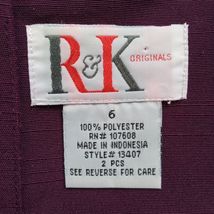 R&K
ORIGINALS
6
100% POLYESTER
RN# 107608
MADE IN INDONESIA
STYLE# 13407
2 PCS
SEE REVERSE FOR CARE